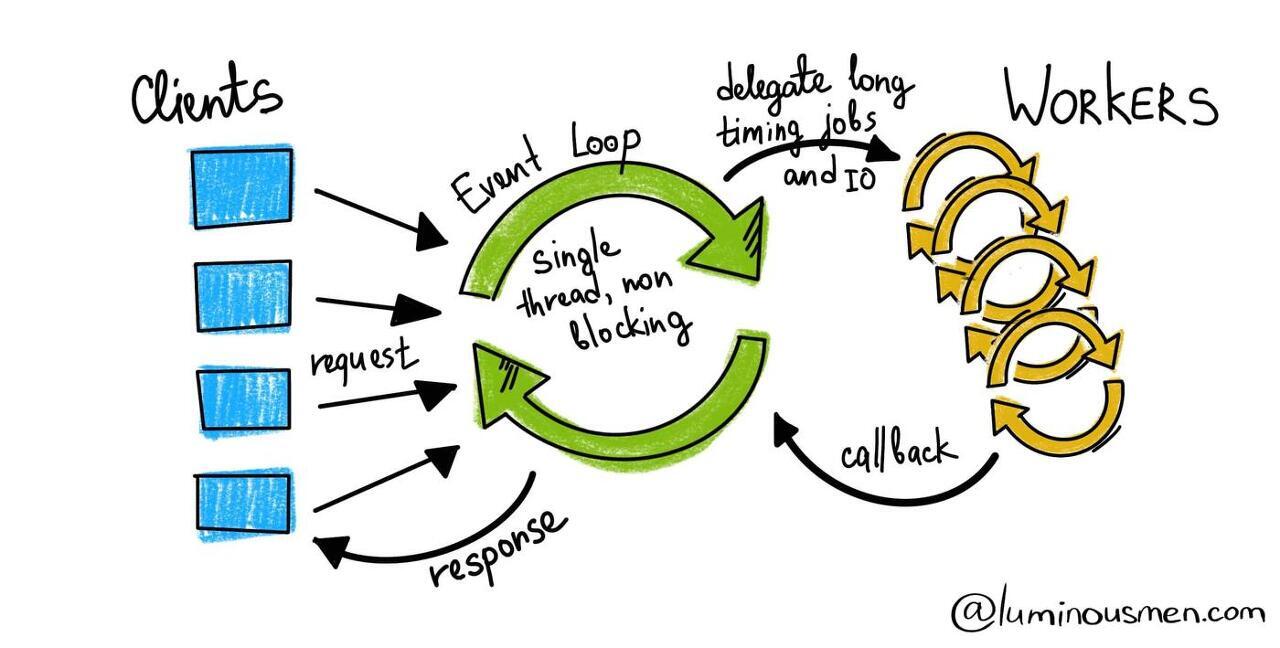 Clients
request
response
Event Loop
single
thread, non
blocking
delegate long
timing jobs
and IO
callback
WORKERS
@luminousmen.com